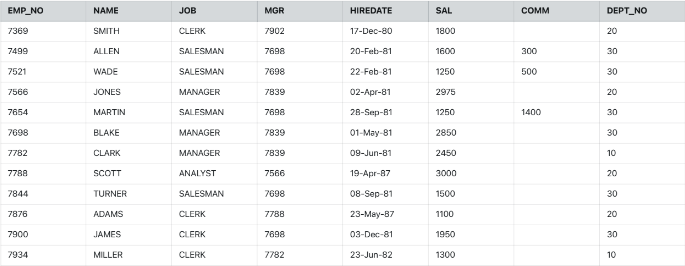 EMP_NO NAME JOB MGR HIREDATE SAL COMM DEPT_NO
7369 SMITH CLERK 7902 17-Dec-80 1800 20
7499 ALLEN SALESMAN 7698 20-Feb-81 1600 300 30
7521 WADE SALESMAN 7698 22-Feb-81 1250 500 30
7566 JONES MANAGER 7839 02-Apr-81 2975 20
7654 MARTIN SALESMAN 7698 28-Sep-81 1250 1400 30
7698 BLAKE MANAGER 7839 01-May-81 2850 30
7782 CLARK MANAGER 7839 09-Jun-81 2450 10
7788 SCOTT ANALYST 7566 19-Apr-87 3000 20
7844 TURNER SALESMAN 7698 08-Sep-81 1500 30
7876 ADAMS CLERK 7788 23-May-87 1100 20
7900 JAMES CLERK 7698 03-Dec-81 1950 30
7934 MILLER CLERK 7782 23-Jun-82 1300 10